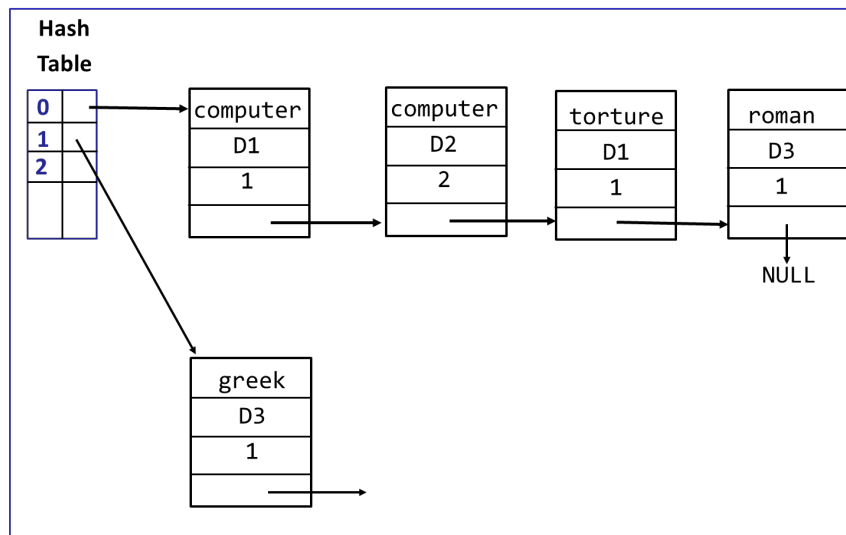 Hash
Table
0
1
2
computer
D1
1
computer
D2
2
torture
D1
1
roman
D3
1
NULL
greek
D3
1